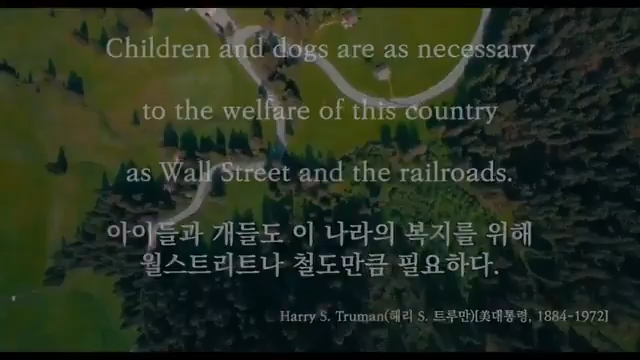 Children and dogs are as necessary
to the welfare of this country
as Wall Street and the railroads.
아이들과 개들도 이 나라의 복지를 위해
월스트리트나 철도만큼 필요하다.
Harry S. Truman(해리 S. 트루만)[美대통령, 1884-1972]